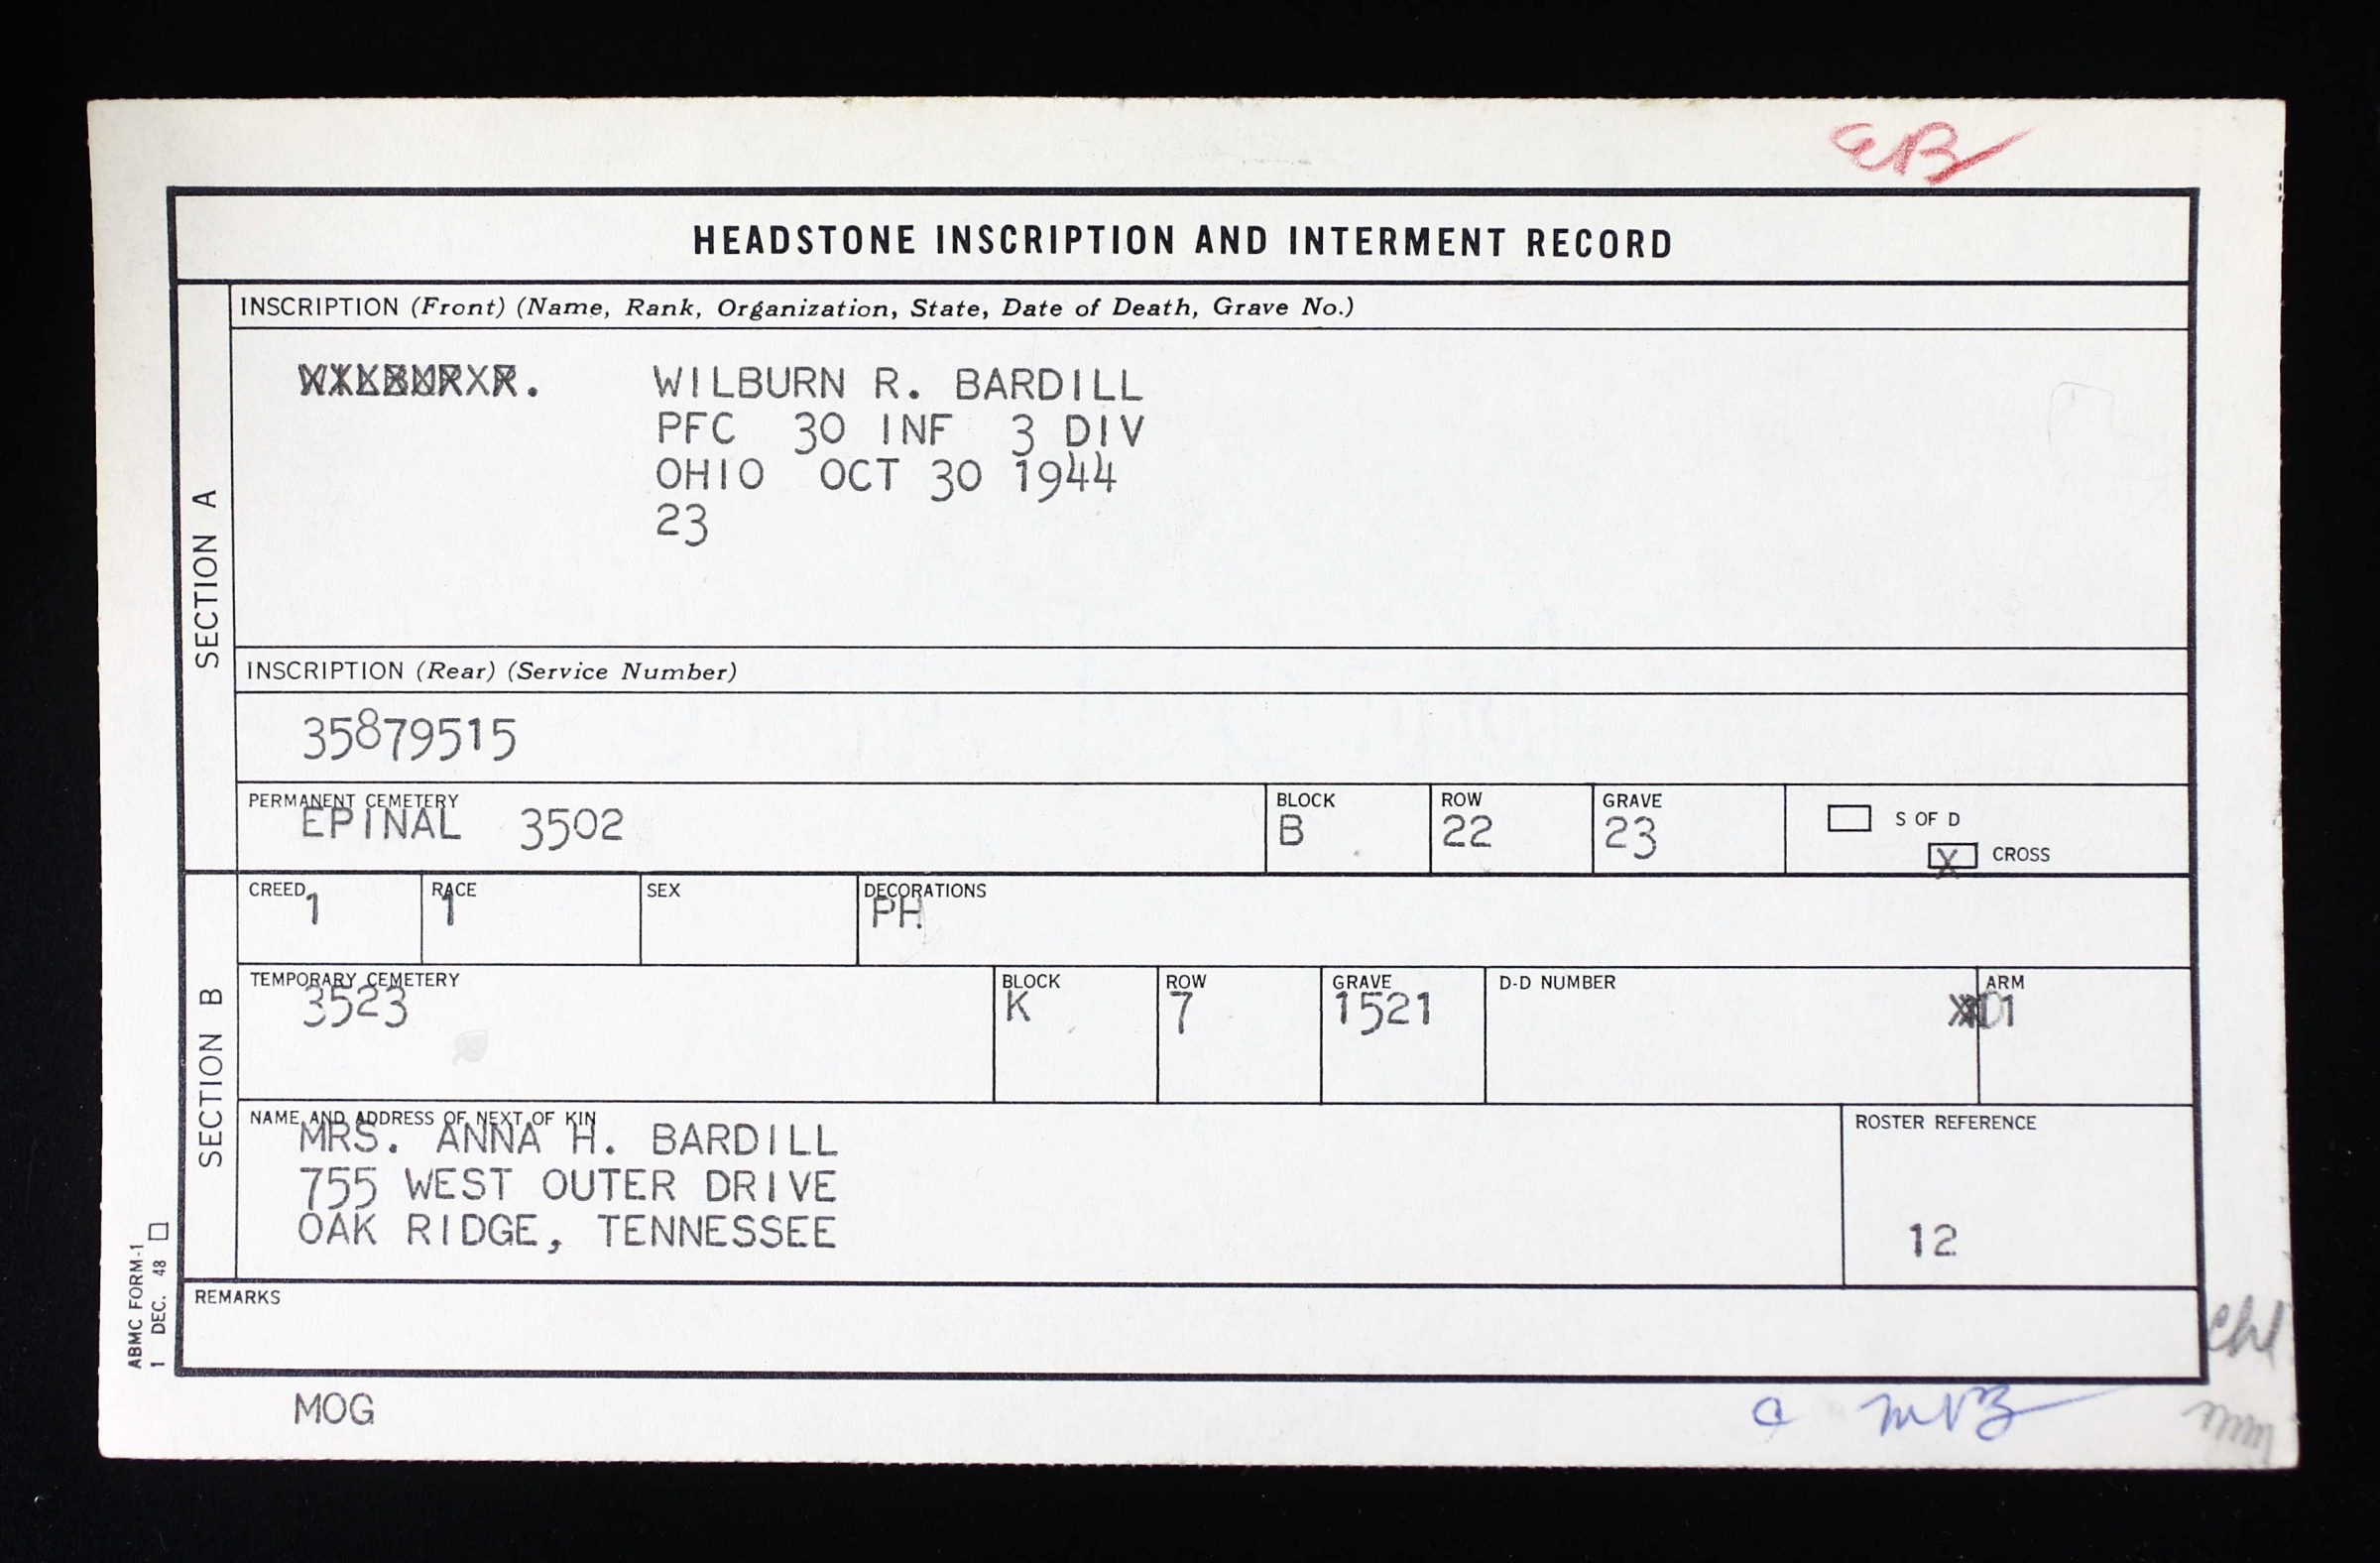 HEADSTONE INSCRIPTION AND INTERMENT RECORD
SECTION A
INSCRIPTION (Front) (Name, Rank, Organization, State, Date of Death, Grave No.)
WILBURN R. BARDILL
PFC 30 INF 3 DIV
OHIO OCT 30 1944
23
INSCRIPTION (Rear) (Service Number)
35879515
PERMANENT CEMETERY
EPINAL 3502
BLOCK
B
ROW
22
GRAVE
23
S OF D
X CROSS
SECTION B
CREED
1
RACE
1
SEX
DECORATIONS
PH
TEMPORARY CEMETERY
3523
BLOCK
K
ROW
7
GRAVE
1521
D-D NUMBER
ARM
01
NAME AND ADDRESS OF NEXT OF KIN
MRS. ANNA H. BARDILL
755 WEST OUTER DRIVE
OAK RIDGE, TENNESSEE
ROSTER REFERENCE
12
REMARKS
ABMC FORM-1
1 DEC. 48
MOG